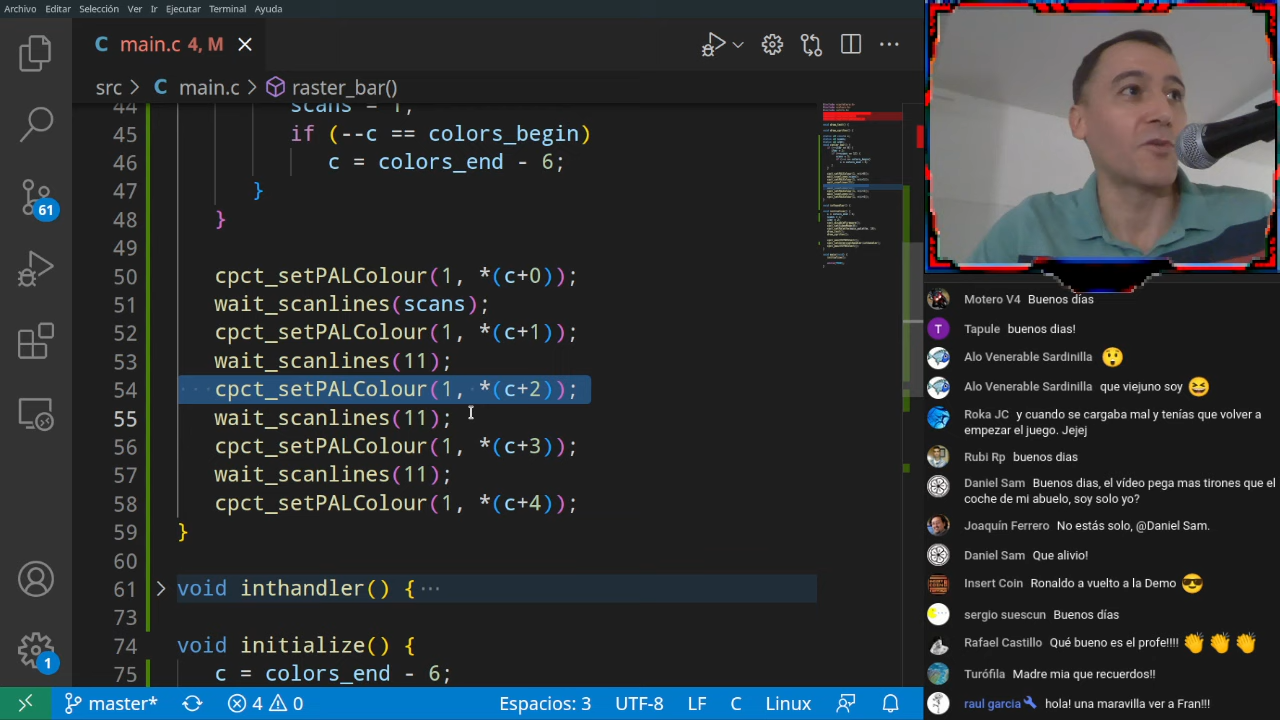 Archivo Editar Selección Ver Ir Ejecutar Terminal Ayuda
C main.c 4, M
src > main.c > raster_bar()
44 scans = 1;
45 if (--c == colors_begin)
46 c = colors_end - 6;
47 }
48 }
49
50 cpct_setPALColour(1, *(c+0));
51 wait_scanlines(scans);
52 cpct_setPALColour(1, *(c+1));
53 wait_scanlines(11);
54 cpct_setPALColour(1, *(c+2));
55 wait_scanlines(11);
56 cpct_setPALColour(1, *(c+3));
57 wait_scanlines(11);
58 cpct_setPALColour(1, *(c+4));
59 }
60
61 void inthandler() { ···
73
74 void initialize() {
75 c = colors_end - 6;
61
1
master* 4 0 Espacios: 3 UTF-8 LF C Linux
Motero V4 Buenos días
T Tapule buenos dias!
Alo Venerable Sardinilla 😲
Alo Venerable Sardinilla que viejuno soy 😆
Roka JC y cuando se cargaba mal y tenías que volver a
empezar el juego. Jejej
Rubi Rp buenos dias
Daniel Sam Buenos dias, el vídeo pega mas tirones que el
coche de mi abuelo, soy solo yo?
Joaquín Ferrero No estás solo, @Daniel Sam.
Daniel Sam Que alivio!
Insert Coin Ronaldo a vuelto a la Demo 😎
sergio suescun Buenos días
Rafael Castillo Qué bueno es el profe!!!! 👏👏👏
Turófila Madre mia que recuerdos!!
raul garcia hola! una maravilla ver a Fran!!!